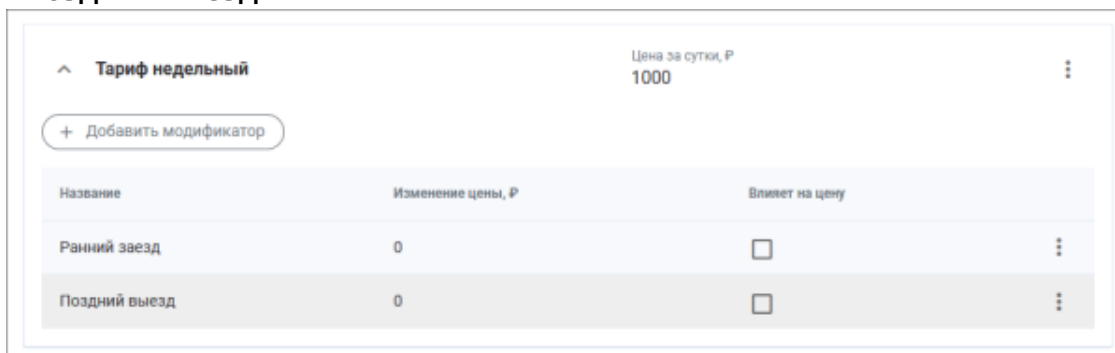 Тариф недельный
Цена за сутки, ₽
1000
+ Добавить модификатор
Название Изменение цены, ₽ Влияет на цену
Ранний заезд 0
Поздний выезд 0